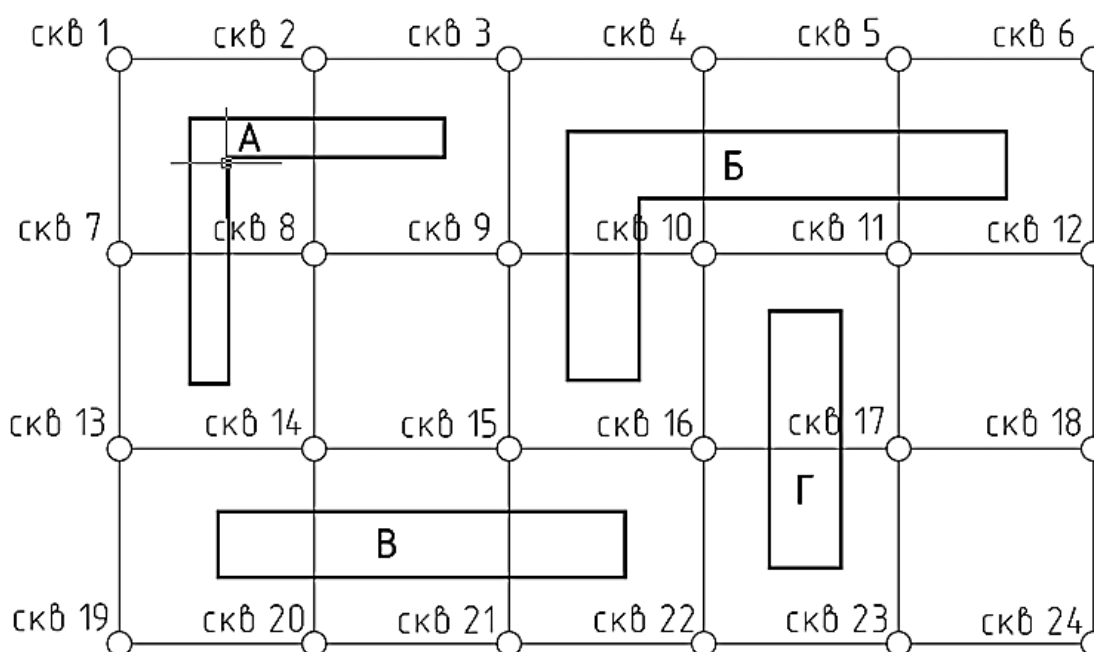 скв 1 скв 2 скв 3 скв 4 скв 5 скв 6
А
Б
скв 7 скв 8 скв 9 скв 10 скв 11 скв 12
скв 13 скв 14 скв 15 скв 16 скв 17 скв 18
Г
В
скв 19 скв 20 скв 21 скв 22 скв 23 скв 24